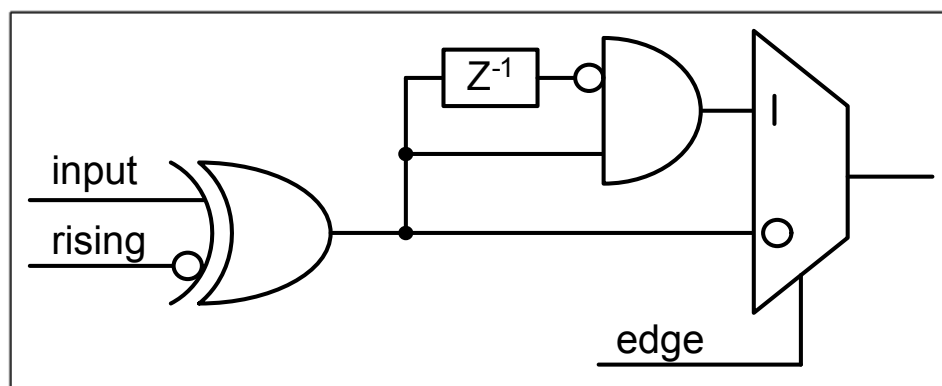 Z⁻¹
I
input
rising
O
edge